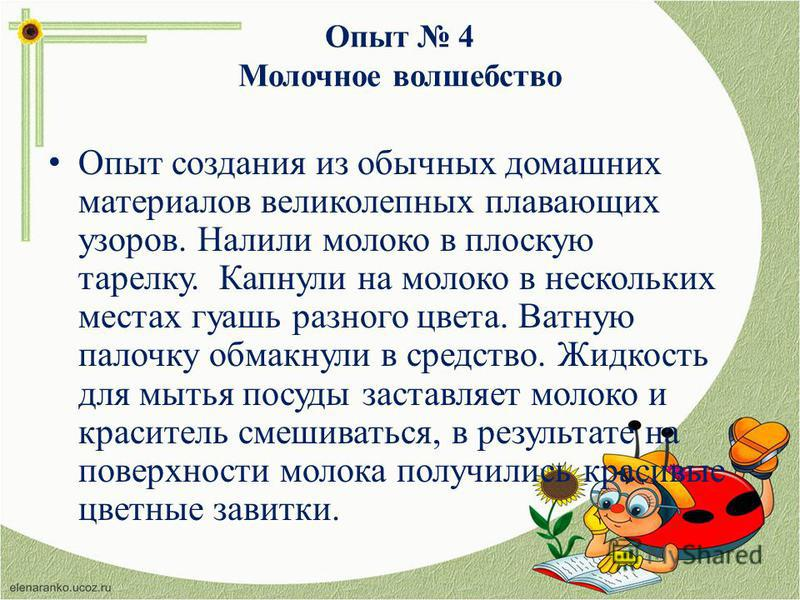 Опыт № 4
Молочное волшебство
• Опыт создания из обычных домашних
материалов великолепных плавающих
узоров. Налили молоко в плоскую
тарелку.  Капнули на молоко в нескольких
местах гуашь разного цвета. Ватную
палочку обмакнули в средство. Жидкость
для мытья посуды заставляет молоко и
краситель смешиваться, в результате на
поверхности молока получились красивые
цветные завитки.
MyShared
elenaranko.ucoz.ru